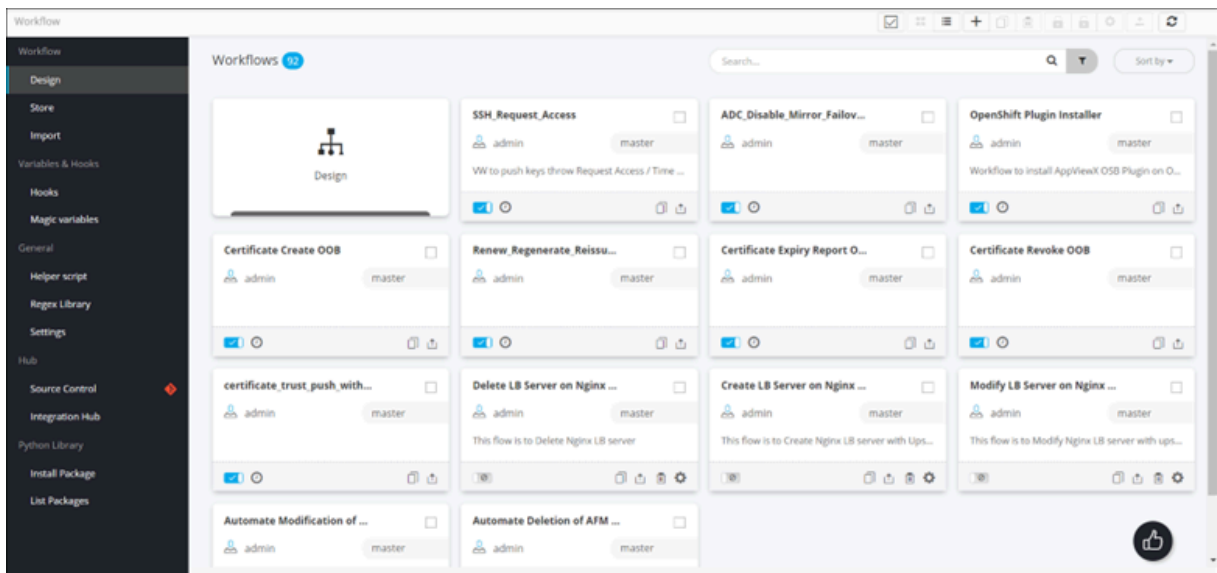 Workflow
Workflow
Design
Store
Import
Variables & Hooks
Hooks
Magic variables
General
Helper script
Regex Library
Settings
Hub
Source Control
Integration Hub
Python Library
Install Package
List Packages
Workflows 92
Search...
Sort by
Design
SSH_Request_Access
admin master
VW to push keys throw Request Access / Time ...
ADC_Disable_Mirror_Failov...
admin master
OpenShift Plugin Installer
admin master
Workflow to install AppViewX OSB Plugin on O...
Certificate Create OOB
admin master
Renew_Regenerate_Reissu...
admin master
Certificate Expiry Report O...
admin master
Certificate Revoke OOB
admin master
certificate_trust_push_with...
admin master
Delete LB Server on Nginx ...
admin master
This flow is to Delete Nginx LB server
Create LB Server on Nginx ...
admin master
This flow is to Create Nginx LB server with Ups...
Modify LB Server on Nginx ...
admin master
This flow is to Modify Nginx LB server with ups...
Automate Modification of ...
admin master
Automate Deletion of AFM ...
admin master